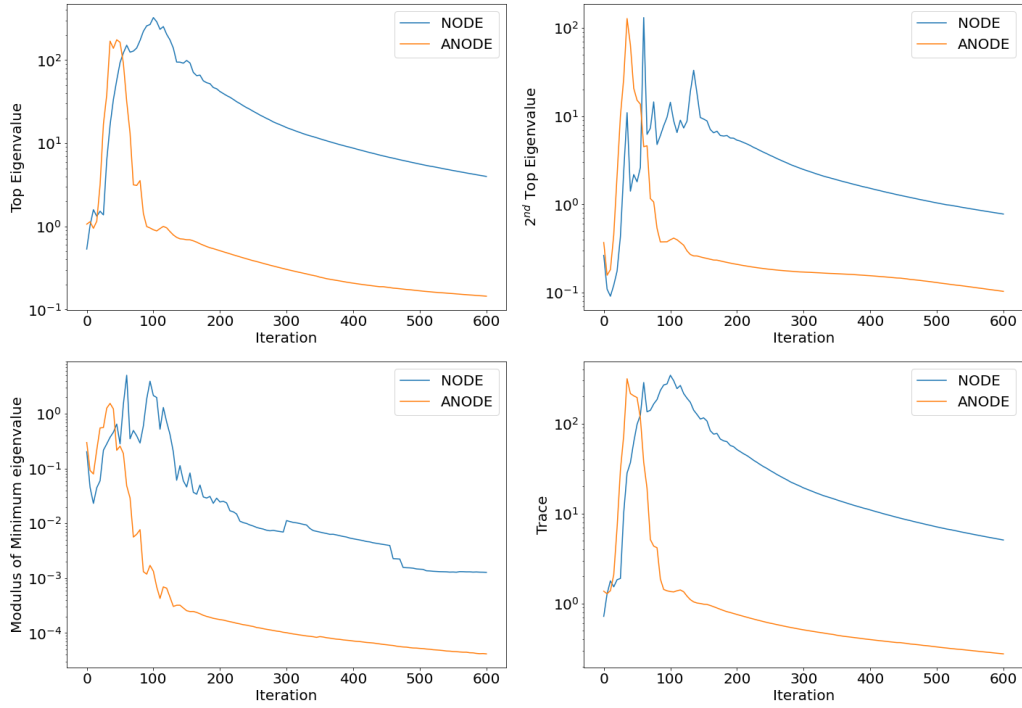 Top Eigenvalue
10^2
10^1
10^0
10^-1
NODE
ANODE
0 100 200 300 400 500 600
Iteration
2^nd Top Eigenvalue
10^2
10^1
10^0
10^-1
NODE
ANODE
0 100 200 300 400 500 600
Iteration
Modulus of Minimum eigenvalue
10^0
10^-1
10^-2
10^-3
10^-4
NODE
ANODE
0 100 200 300 400 500 600
Iteration
Trace
10^2
10^1
10^0
NODE
ANODE
0 100 200 300 400 500 600
Iteration